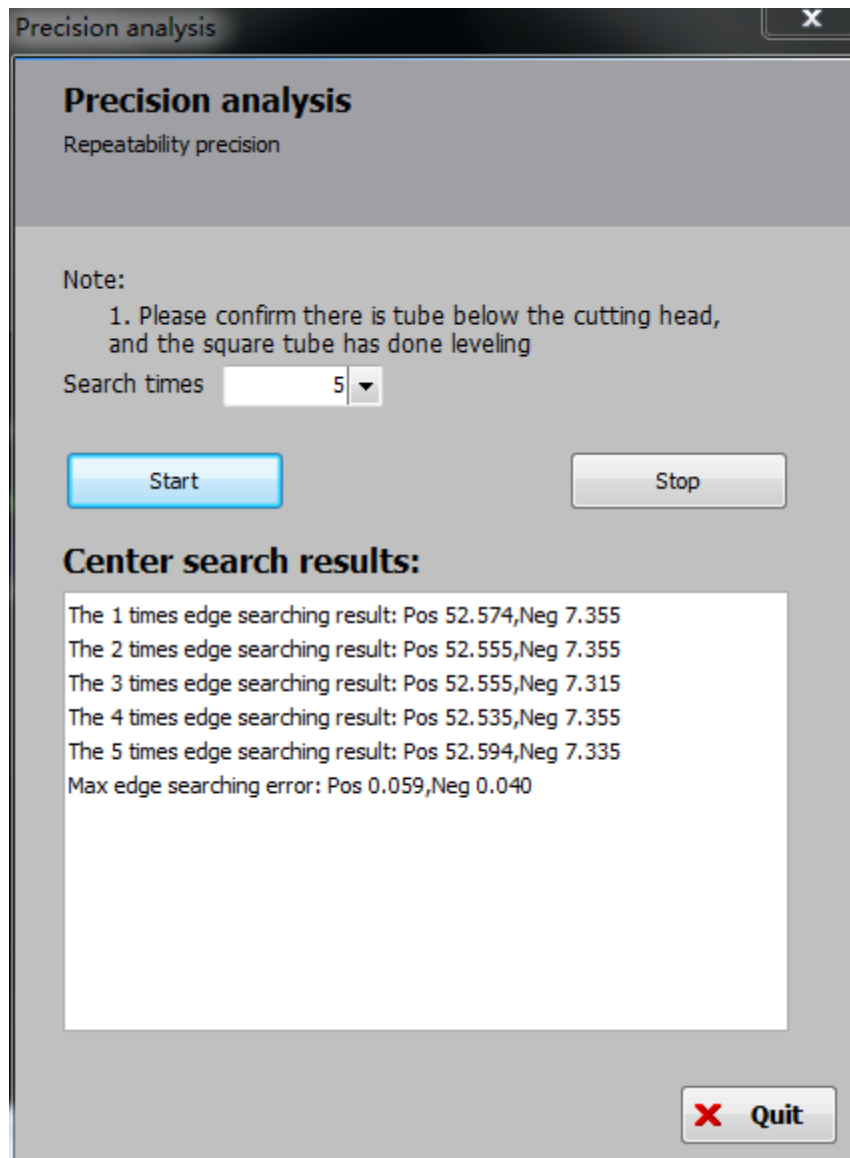 Precision analysis
x
Precision analysis
Repeatability precision
Note:
1. Please confirm there is tube below the cutting head,
and the square tube has done leveling
Search times 5
Start Stop
Center search results:
The 1 times edge searching result: Pos 52.574,Neg 7.355
The 2 times edge searching result: Pos 52.555,Neg 7.355
The 3 times edge searching result: Pos 52.555,Neg 7.315
The 4 times edge searching result: Pos 52.535,Neg 7.355
The 5 times edge searching result: Pos 52.594,Neg 7.335
Max edge searching error: Pos 0.059,Neg 0.040
Quit